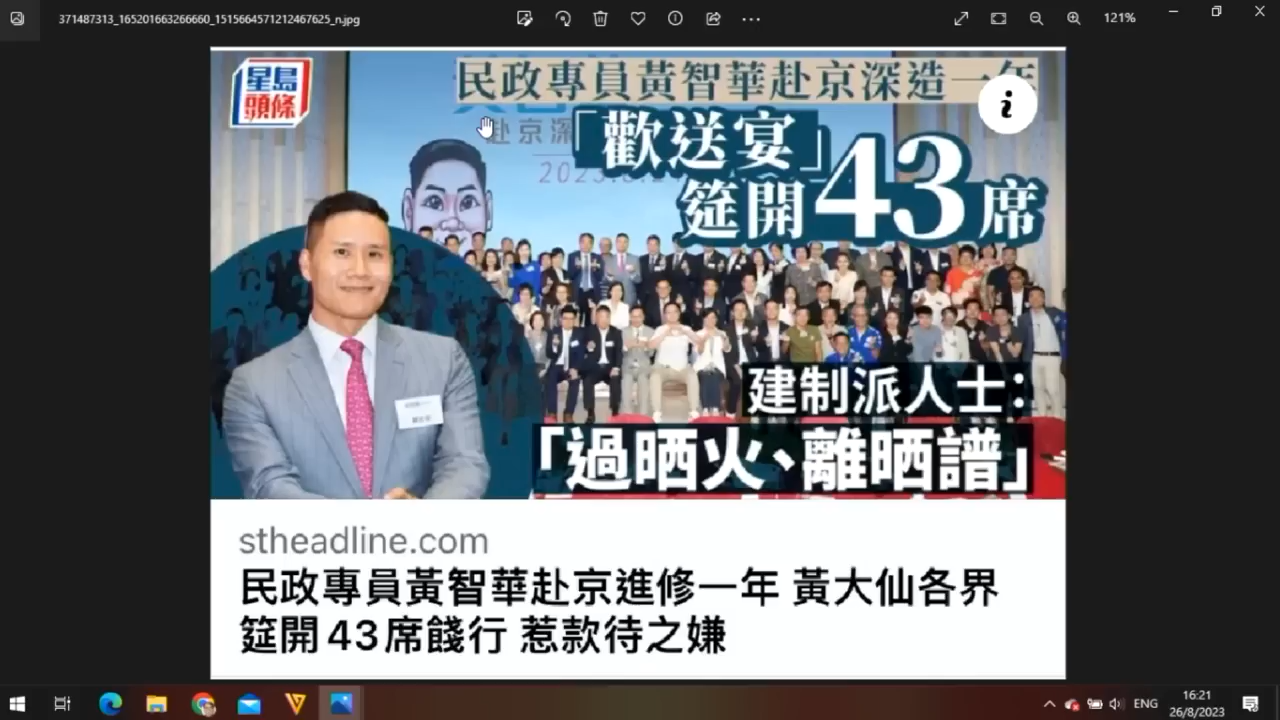 371487313_165201663266660_1515664571212467625_n.jpg
121%
星島
頭條
民政專員黃智華赴京深造一年
赴京深
「歡送宴」
筵開43席
建制派人士：
「過晒火、離晒譜」
stheadline.com
民政專員黃智華赴京進修一年 黃大仙各界
筵開43席餞行 惹款待之嫌
ENG
16:21
26/8/2023